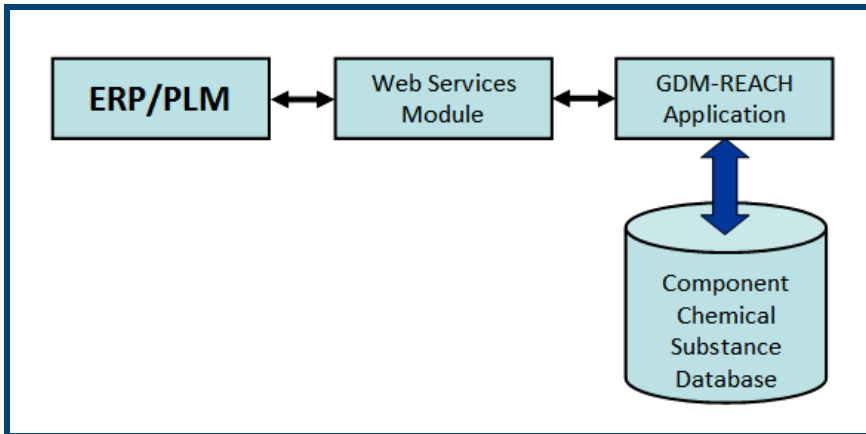 ERP/PLM
Web Services
Module
GDM-REACH
Application
Component
Chemical
Substance
Database